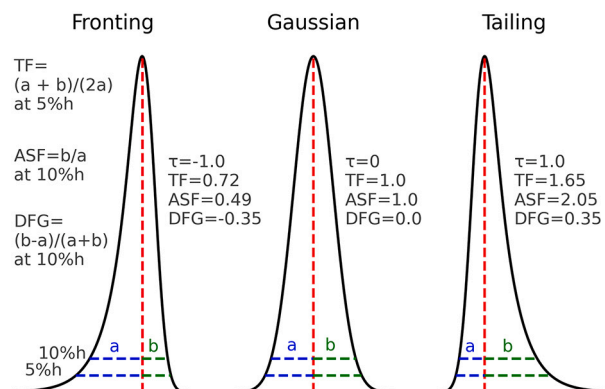 Fronting
Gaussian
Tailing
TF=
(a + b)/(2a)
at 5%h
ASF=b/a
at 10%h
DFG=
(b-a)/(a+b)
at 10%h
τ=-1.0
TF=0.72
ASF=0.49
DFG=-0.35
τ=0
TF=1.0
ASF=1.0
DFG=0.0
τ=1.0
TF=1.65
ASF=2.05
DFG=0.35
10%h
5%h
a
b
a
b
a
b